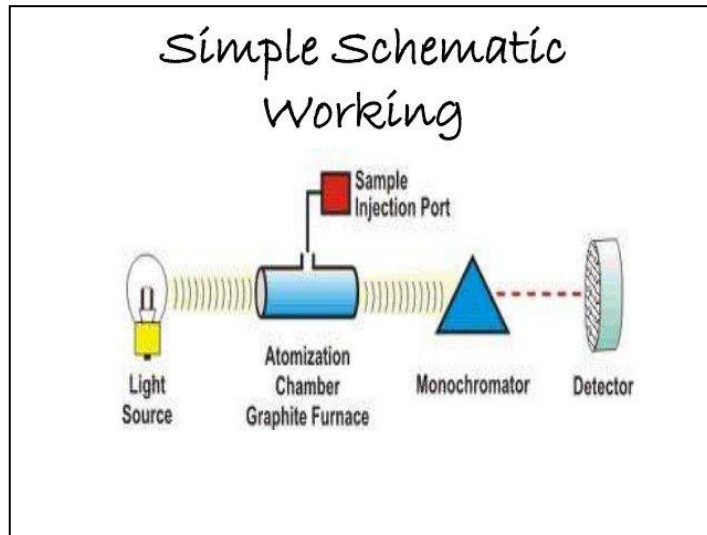 Simple Schematic
Working
Sample
Injection Port
Light
Source
Atomization
Chamber
Graphite Furnace
Monochromator
Detector